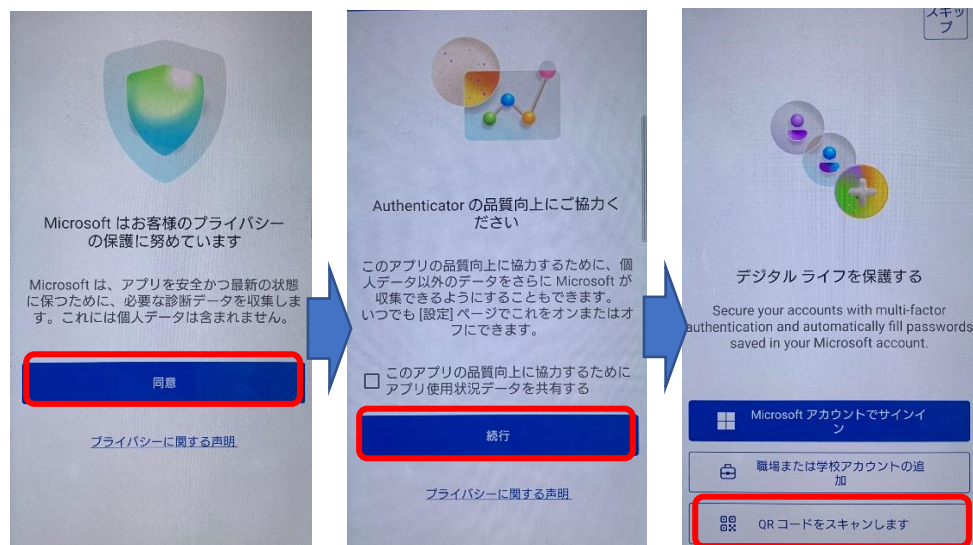 Microsoft はお客様のプライバシー
の保護に努めています
Microsoft は、アプリを安全かつ最新の状態
に保つために、必要な診断データを収集しま
す。これには個人データは含まれません。
同意
プライバシーに関する声明
Authenticator の品質向上にご協力く
ださい
このアプリの品質向上に協力するために、個
人データ以外のデータをさらに Microsoft が
収集できるようにすることもできます。
いつでも [設定] ページでこれをオンまたはオ
フにできます。
このアプリの品質向上に協力するために
アプリ使用状況データを共有する
続行
プライバシーに関する声明
スキッ
プ
デジタル ライフを保護する
Secure your accounts with multi-factor
authentication and automatically fill passwords
saved in your Microsoft account.
Microsoft アカウントでサインイ
ン
職場または学校アカウントの追
加
QR コードをスキャンします